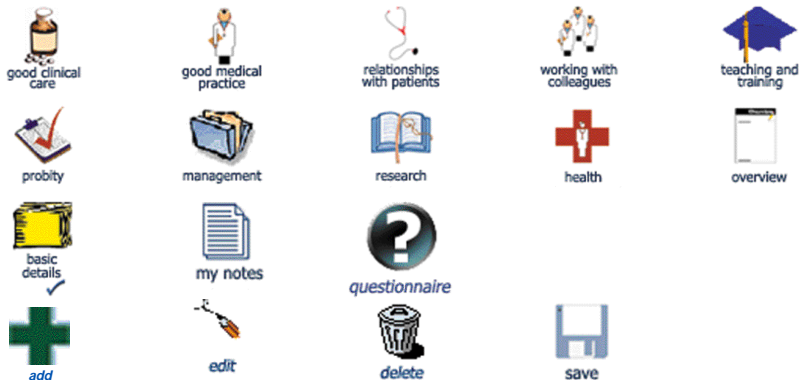 good clinical
care
good medical
practice
relationships
with patients
working with
colleagues
teaching and
training
probity
management
research
health
overview
basic
details
my notes
questionnaire
add
edit
delete
save